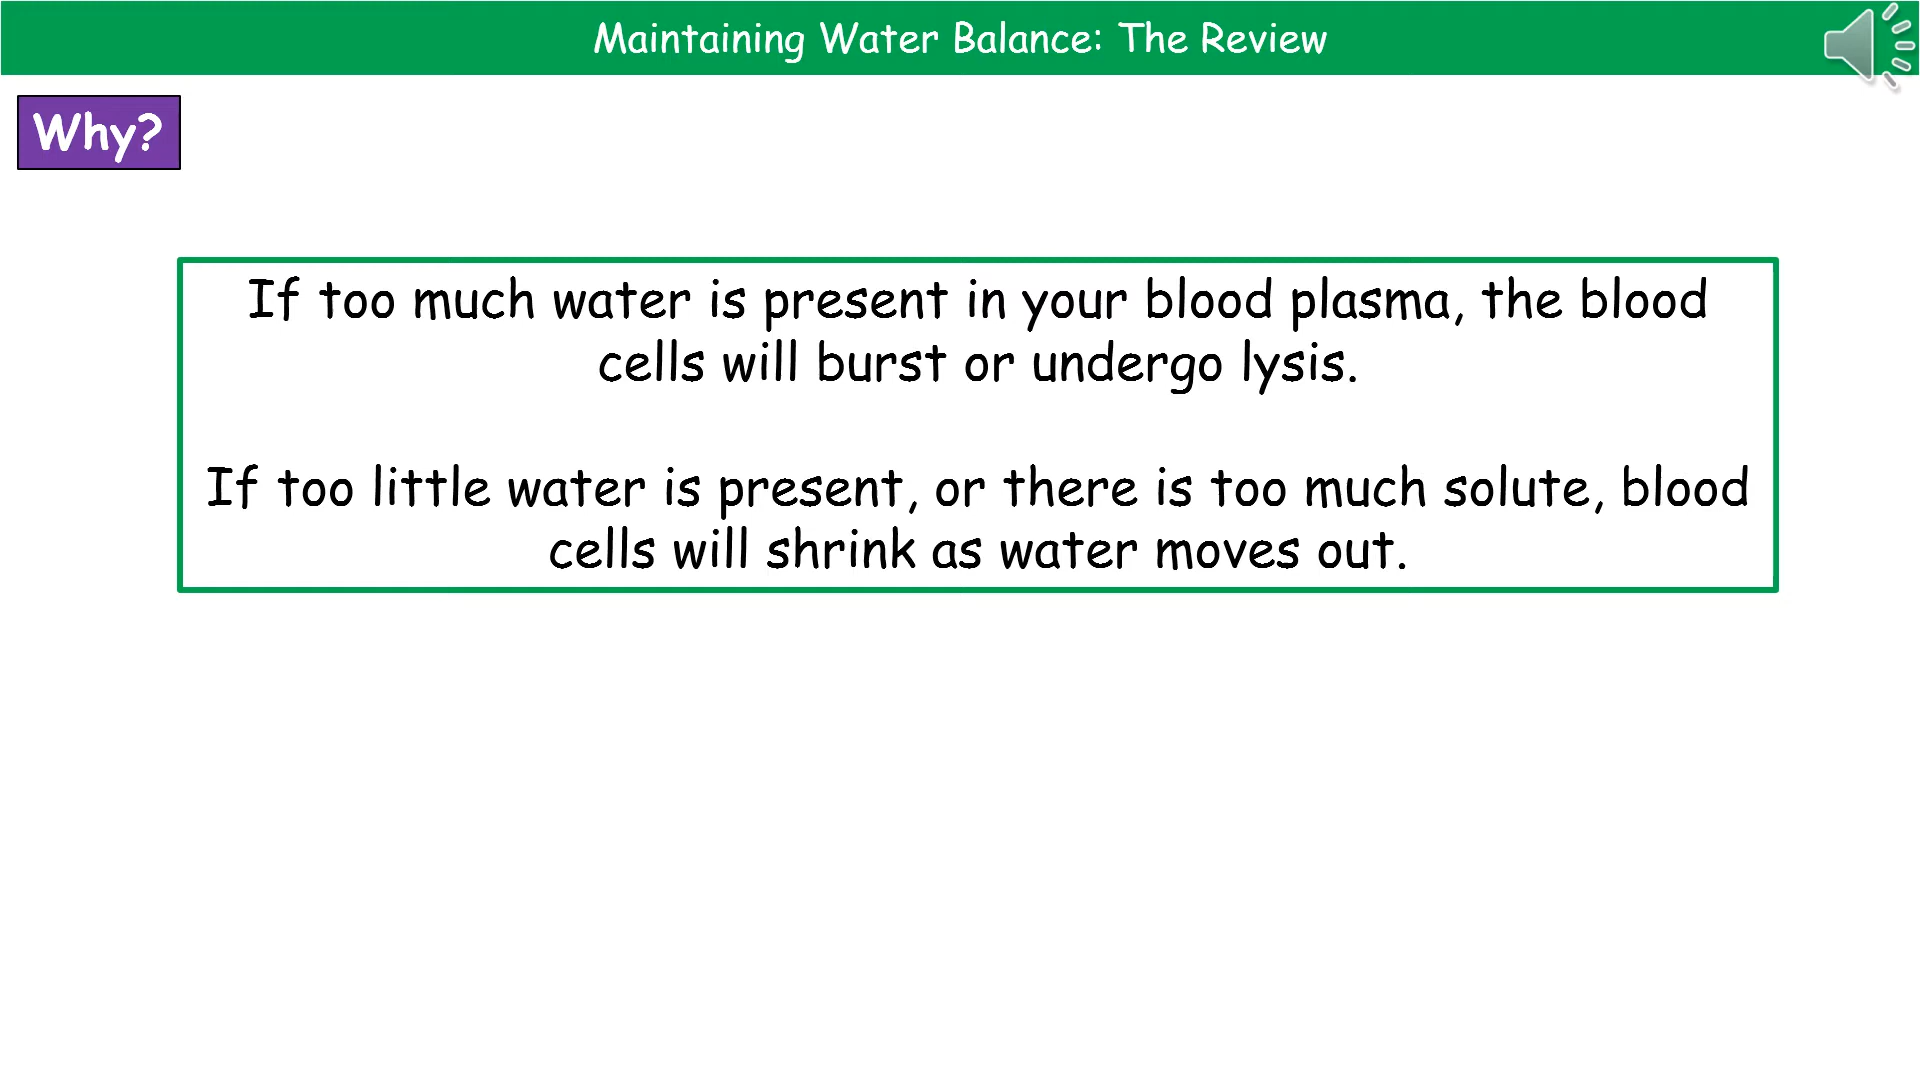 Maintaining Water Balance: The Review
Why?
If too much water is present in your blood plasma, the blood
cells will burst or undergo lysis.
If too little water is present, or there is too much solute, blood
cells will shrink as water moves out.